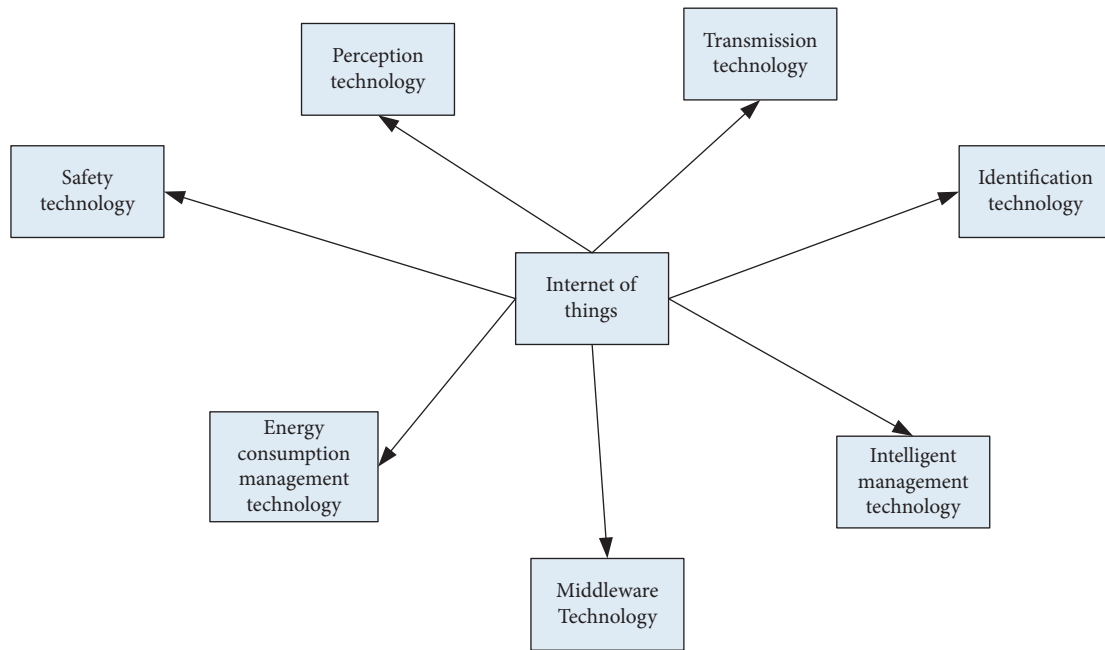 Transmission
technology
Perception
technology
Safety
technology
Identification
technology
Internet of
things
Energy
consumption
management
technology
Intelligent
management
technology
Middleware
Technology